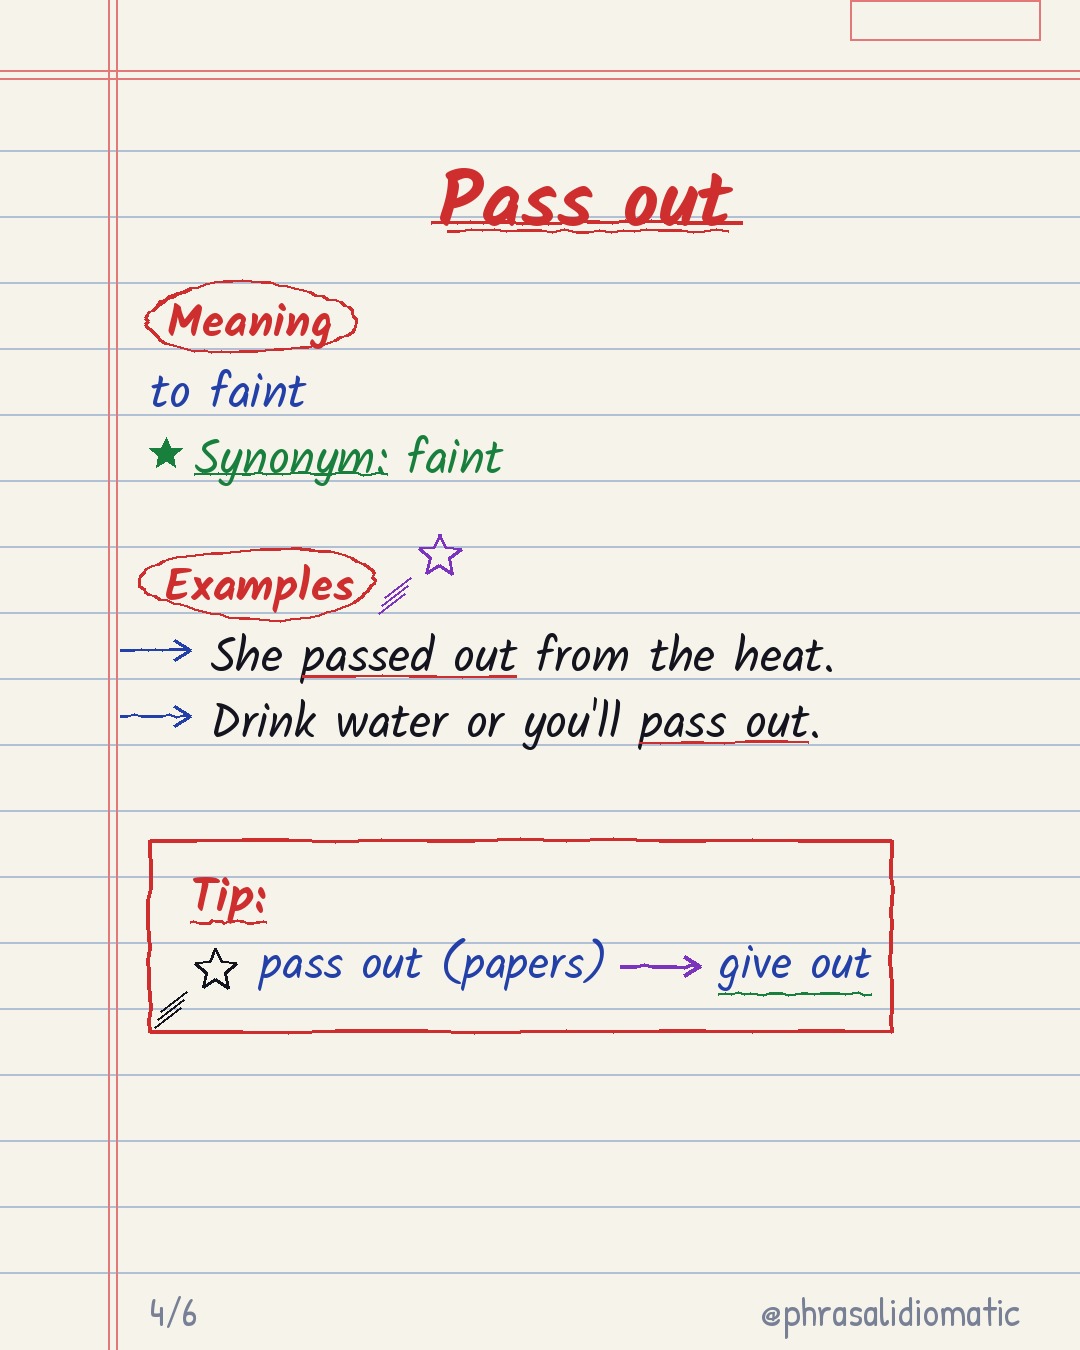 Pass out
Meaning
to faint
Synonym: faint
Examples
She passed out from the heat.
Drink water or you'll pass out.
Tip:
pass out (papers) → give out
4/6
@phrasalidiomatic